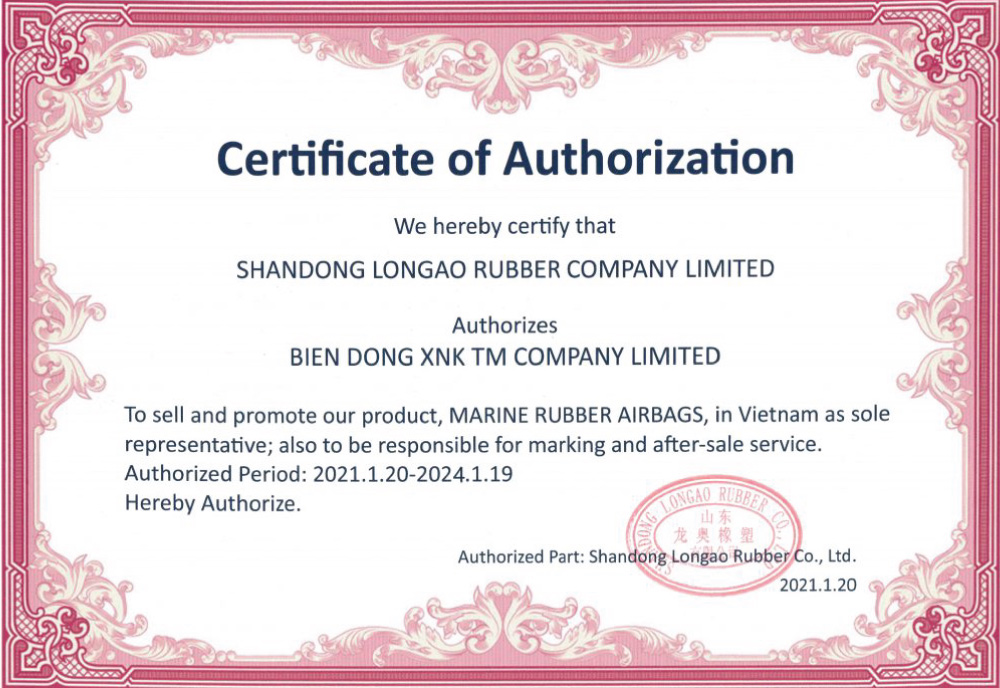 Certificate of Authorization
We hereby certify that
SHANDONG LONGAO RUBBER COMPANY LIMITED
Authorizes
BIEN DONG XNK TM COMPANY LIMITED
To sell and promote our product, MARINE RUBBER AIRBAGS, in Vietnam as sole
representative; also to be responsible for marking and after-sale service.
Authorized Period: 2021.1.20-2024.1.19
Hereby Authorize.
SHANDONG LONGAO RUBBER CO.,
山东
龙奥橡塑
Authorized Part: Shandong Longao Rubber Co., Ltd.
2021.1.20